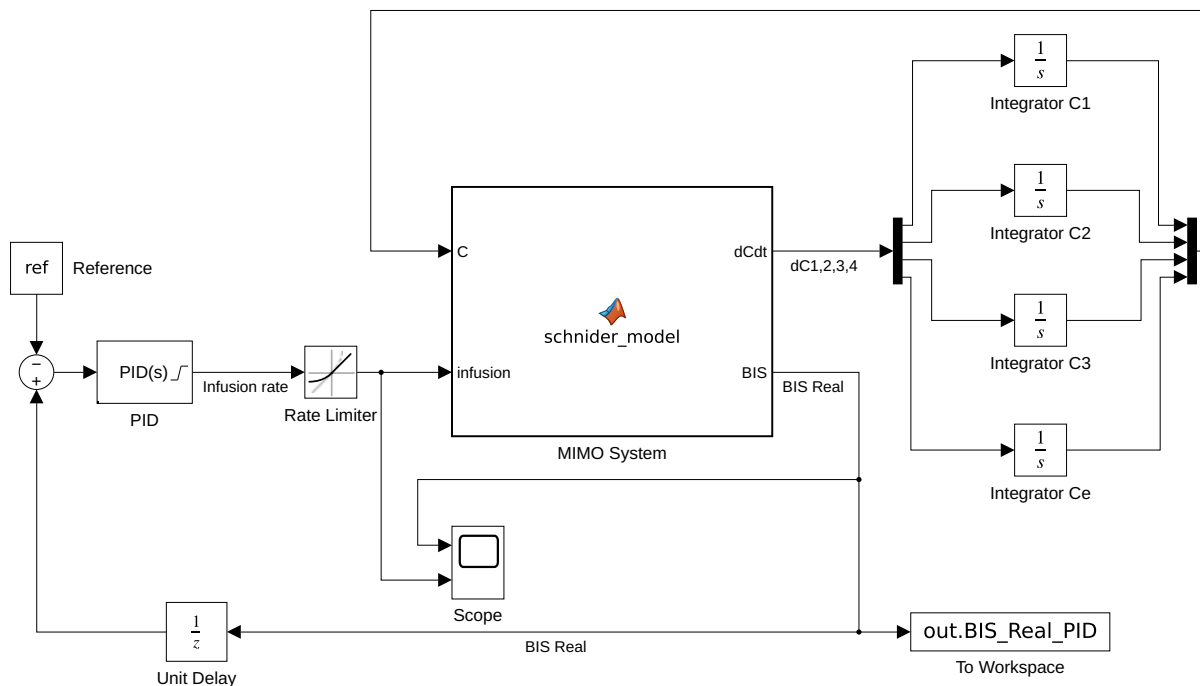 1
s
Integrator C1
1
s
Integrator C2
ref
Reference
C
dCdt
dC1,2,3,4
schnider_model
1
s
Integrator C3
−
+
PID(s)
PID
Infusion rate
Rate Limiter
infusion
BIS
BIS Real
MIMO System
1
s
Integrator Ce
Scope
1
z
Unit Delay
BIS Real
out.BIS_Real_PID
To Workspace